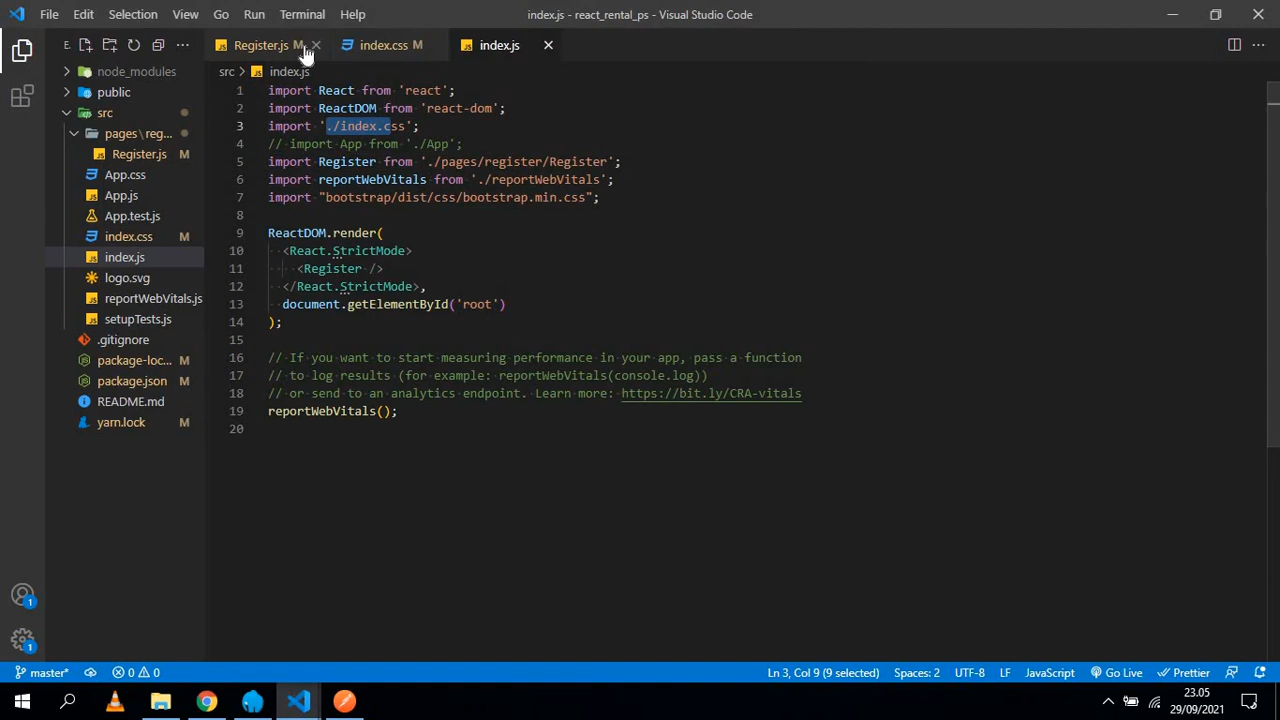 File Edit Selection View Go Run Terminal Help
index.js - react_rental_ps - Visual Studio Code
E.
Register.js M
index.css M
index.js
node_modules
public
src
pages\reg...
Register.js M
App.css
App.js
App.test.js
index.css M
index.js
logo.svg
reportWebVitals.js
setupTests.js
.gitignore
package-loc... M
package.json M
README.md
yarn.lock M
src > index.js
1 import React from 'react';
2 import ReactDOM from 'react-dom';
3 import './index.css';
4 // import App from './App';
5 import Register from './pages/register/Register';
6 import reportWebVitals from './reportWebVitals';
7 import "bootstrap/dist/css/bootstrap.min.css";
8
9 ReactDOM.render(
10 <React.StrictMode>
11 <Register />
12 </React.StrictMode>,
13 document.getElementById('root')
14 );
15
16 // If you want to start measuring performance in your app, pass a function
17 // to log results (for example: reportWebVitals(console.log))
18 // or send to an analytics endpoint. Learn more: https://bit.ly/CRA-vitals
19 reportWebVitals();
20
1
1
master* 0 0 Ln 3, Col 9 (9 selected) Spaces: 2 UTF-8 LF JavaScript Go Live Prettier
23.05
29/09/2021